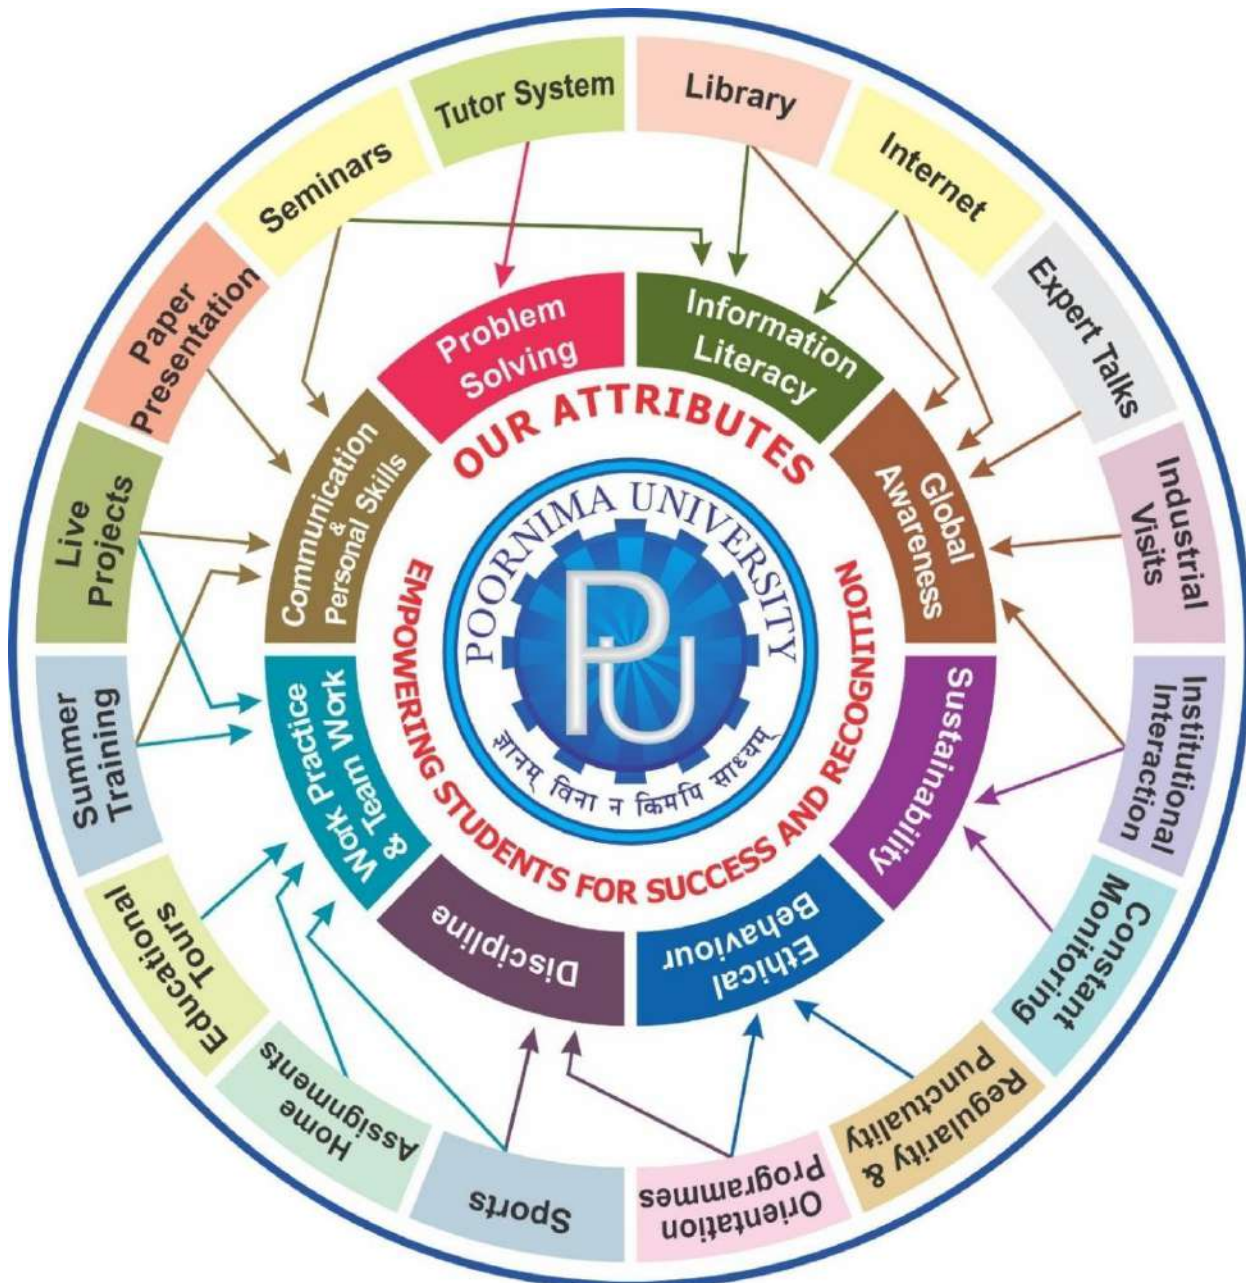 Tutor System
Library
Internet
Expert Talks
Industrial
Visits
Institutional
Interaction
Constant
Monitoring
Regularity &
Punctuality
Orientation
Programmes
Sports
Home
Assignments
Educational
Tours
Summer
Training
Live
Projects
Paper
Presentation
Seminars
Problem
Solving
Information
Literacy
Global
Awareness
Sustainability
Ethical
Behaviour
Discipline
Work Practice
& Team Work
Communication
&
Personal Skills
OUR ATTRIBUTES
EMPOWERING STUDENTS FOR SUCCESS AND RECOGNITION
POORNIMA UNIVERSITY
PU
ज्ञानम् विना न किमपि साध्यम्